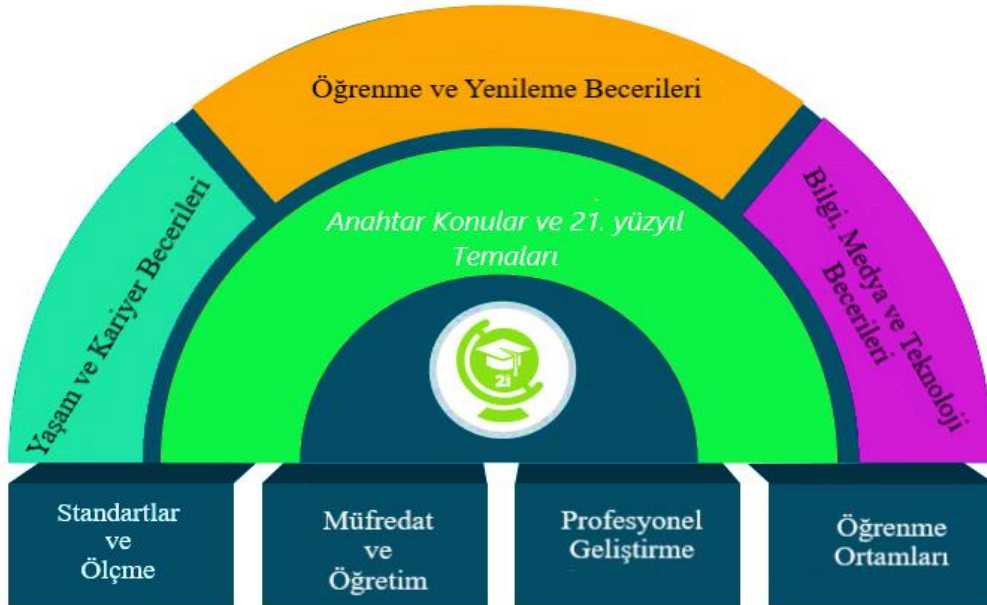 Öğrenme ve Yenileme Becerileri
Yaşam ve Kariyer Becerileri
Bilgi, Medya ve Teknoloji
Becerileri
Anahtar Konular ve 21. yüzyıl
Temaları
21
Standartlar
ve
Ölçme
Müfredat
ve
Öğretim
Profesyonel
Geliştirme
Öğrenme
Ortamları